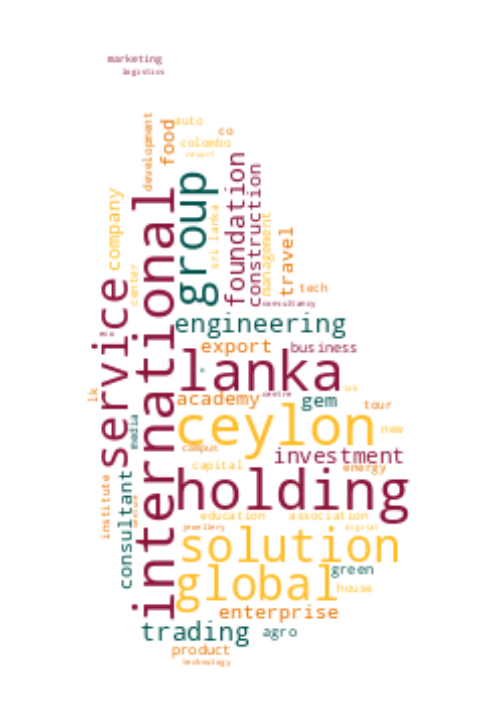 marketing
logistics
auto
co
development
food
colombo
resort
group
foundation
construction
company
international
sri lanka
management
travel
center
tech
consultancy
service
engineering
export
business
lanka
lk
academy
centre
gem
tour
ceylon
new
media
campus
investment
capital
energy
consultant
holding
institute
education
association
jewellery
digital
solution
green
global
house
enterprise
trading
agro
product
technology